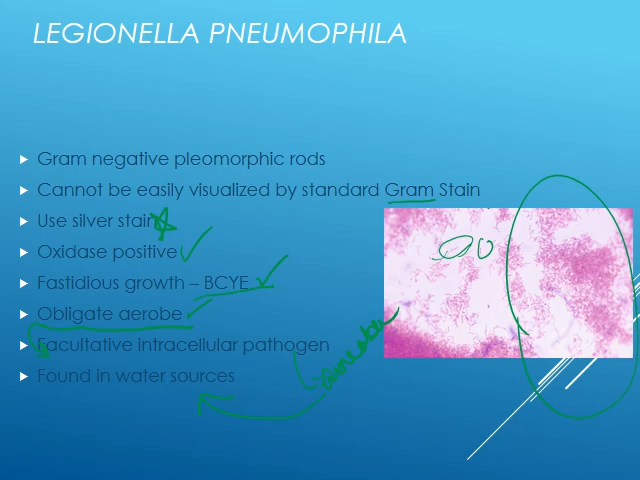 LEGIONELLA PNEUMOPHILA
Gram negative pleomorphic rods
Cannot be easily visualized by standard Gram Stain
Use silver stain
Oxidase positive
Fastidious growth – BCYE
Obligate aerobe
Facultative intracellular pathogen
Found in water sources